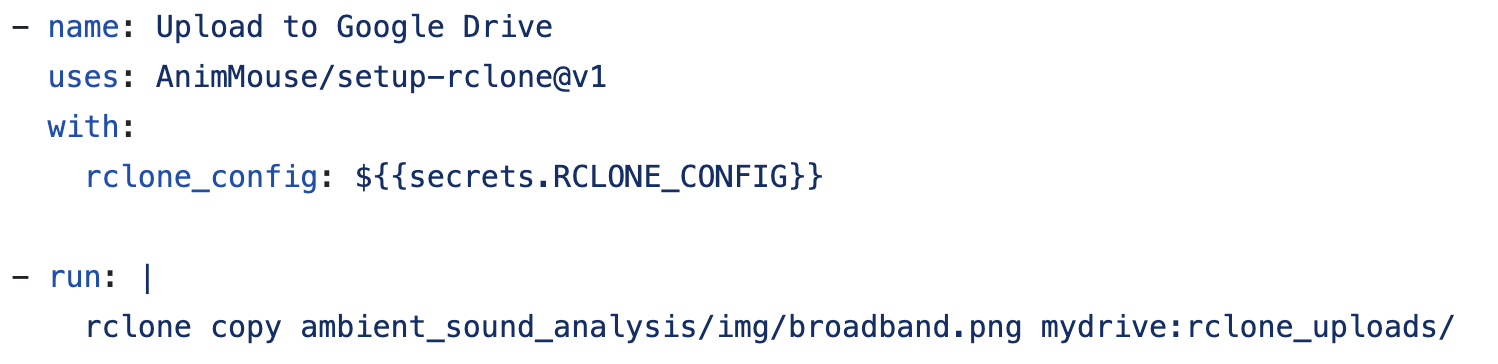 - name: Upload to Google Drive
  uses: AnimMouse/setup-rclone@v1
  with:
    rclone_config: ${{secrets.RCLONE_CONFIG}}

- run: |
    rclone copy ambient_sound_analysis/img/broadband.png mydrive:rclone_uploads/